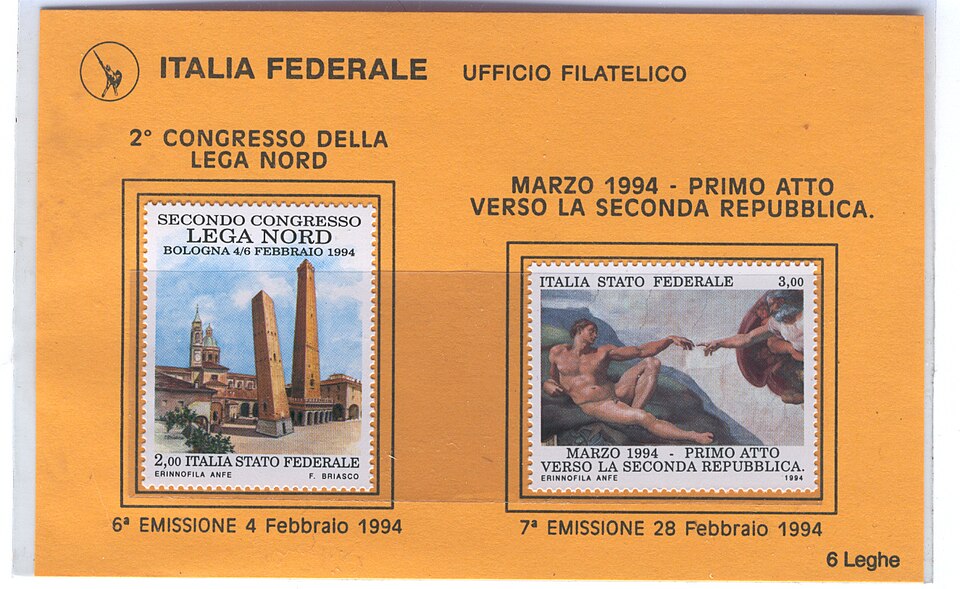 ITALIA FEDERALE UFFICIO FILATELICO
2° CONGRESSO DELLA
LEGA NORD
SECONDO CONGRESSO
LEGA NORD
BOLOGNA 4/6 FEBBRAIO 1994
2,00 ITALIA STATO FEDERALE
ERINNOFILA ANFE F. BRIASCO
6ª EMISSIONE 4 Febbraio 1994
MARZO 1994 - PRIMO ATTO
VERSO LA SECONDA REPUBBLICA.
ITALIA STATO FEDERALE 3,00
MARZO 1994 - PRIMO ATTO
VERSO LA SECONDA REPUBBLICA.
ERINNOFILA ANFE 1994
7ª EMISSIONE 28 Febbraio 1994
6 Leghe